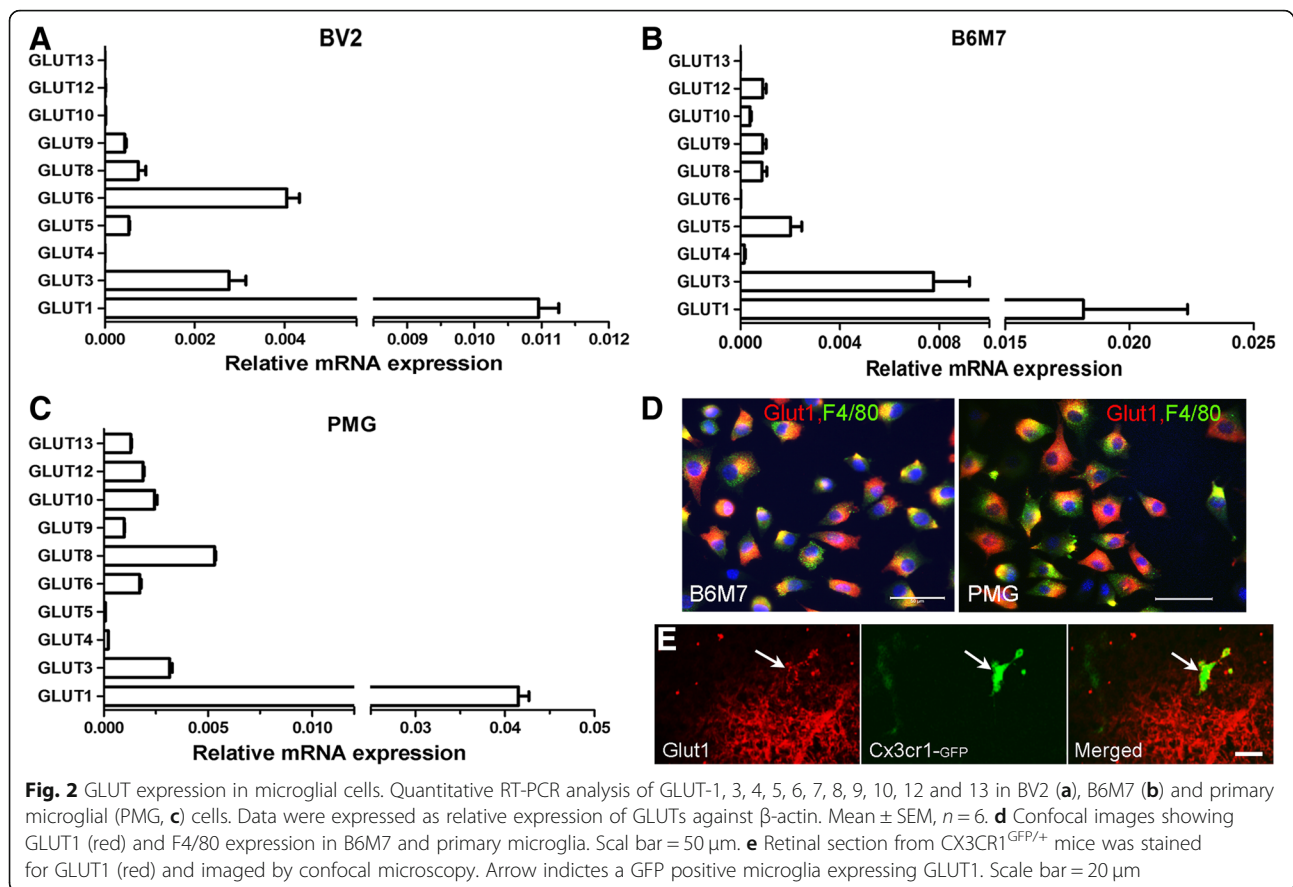 A
BV2
GLUT13
GLUT12
GLUT10
GLUT9
GLUT8
GLUT6
GLUT5
GLUT4
GLUT3
GLUT1
0.000 0.002 0.004 0.009 0.010 0.011 0.012
Relative mRNA expression
B
B6M7
GLUT13
GLUT12
GLUT10
GLUT9
GLUT8
GLUT6
GLUT5
GLUT4
GLUT3
GLUT1
0.000 0.004 0.008 0.015 0.020 0.025
Relative mRNA expression
C
PMG
GLUT13
GLUT12
GLUT10
GLUT9
GLUT8
GLUT6
GLUT5
GLUT4
GLUT3
GLUT1
0.000 0.005 0.010 0.03 0.04 0.05
Relative mRNA expression
D
Glut1,F4/80
B6M7
Glut1,F4/80
PMG
E
Glut1
Cx3cr1-GFP
Merged
Fig. 2 GLUT expression in microglial cells. Quantitative RT-PCR analysis of GLUT-1, 3, 4, 5, 6, 7, 8, 9, 10, 12 and 13 in BV2 (a), B6M7 (b) and primary
microglial (PMG, c) cells. Data were expressed as relative expression of GLUTs against β-actin. Mean ± SEM, n = 6. d Confocal images showing
GLUT1 (red) and F4/80 expression in B6M7 and primary microglia. Scal bar = 50 μm. e Retinal section from CX3CR1GFP/+ mice was stained
for GLUT1 (red) and imaged by confocal microscopy. Arrow indictes a GFP positive microglia expressing GLUT1. Scale bar = 20 μm